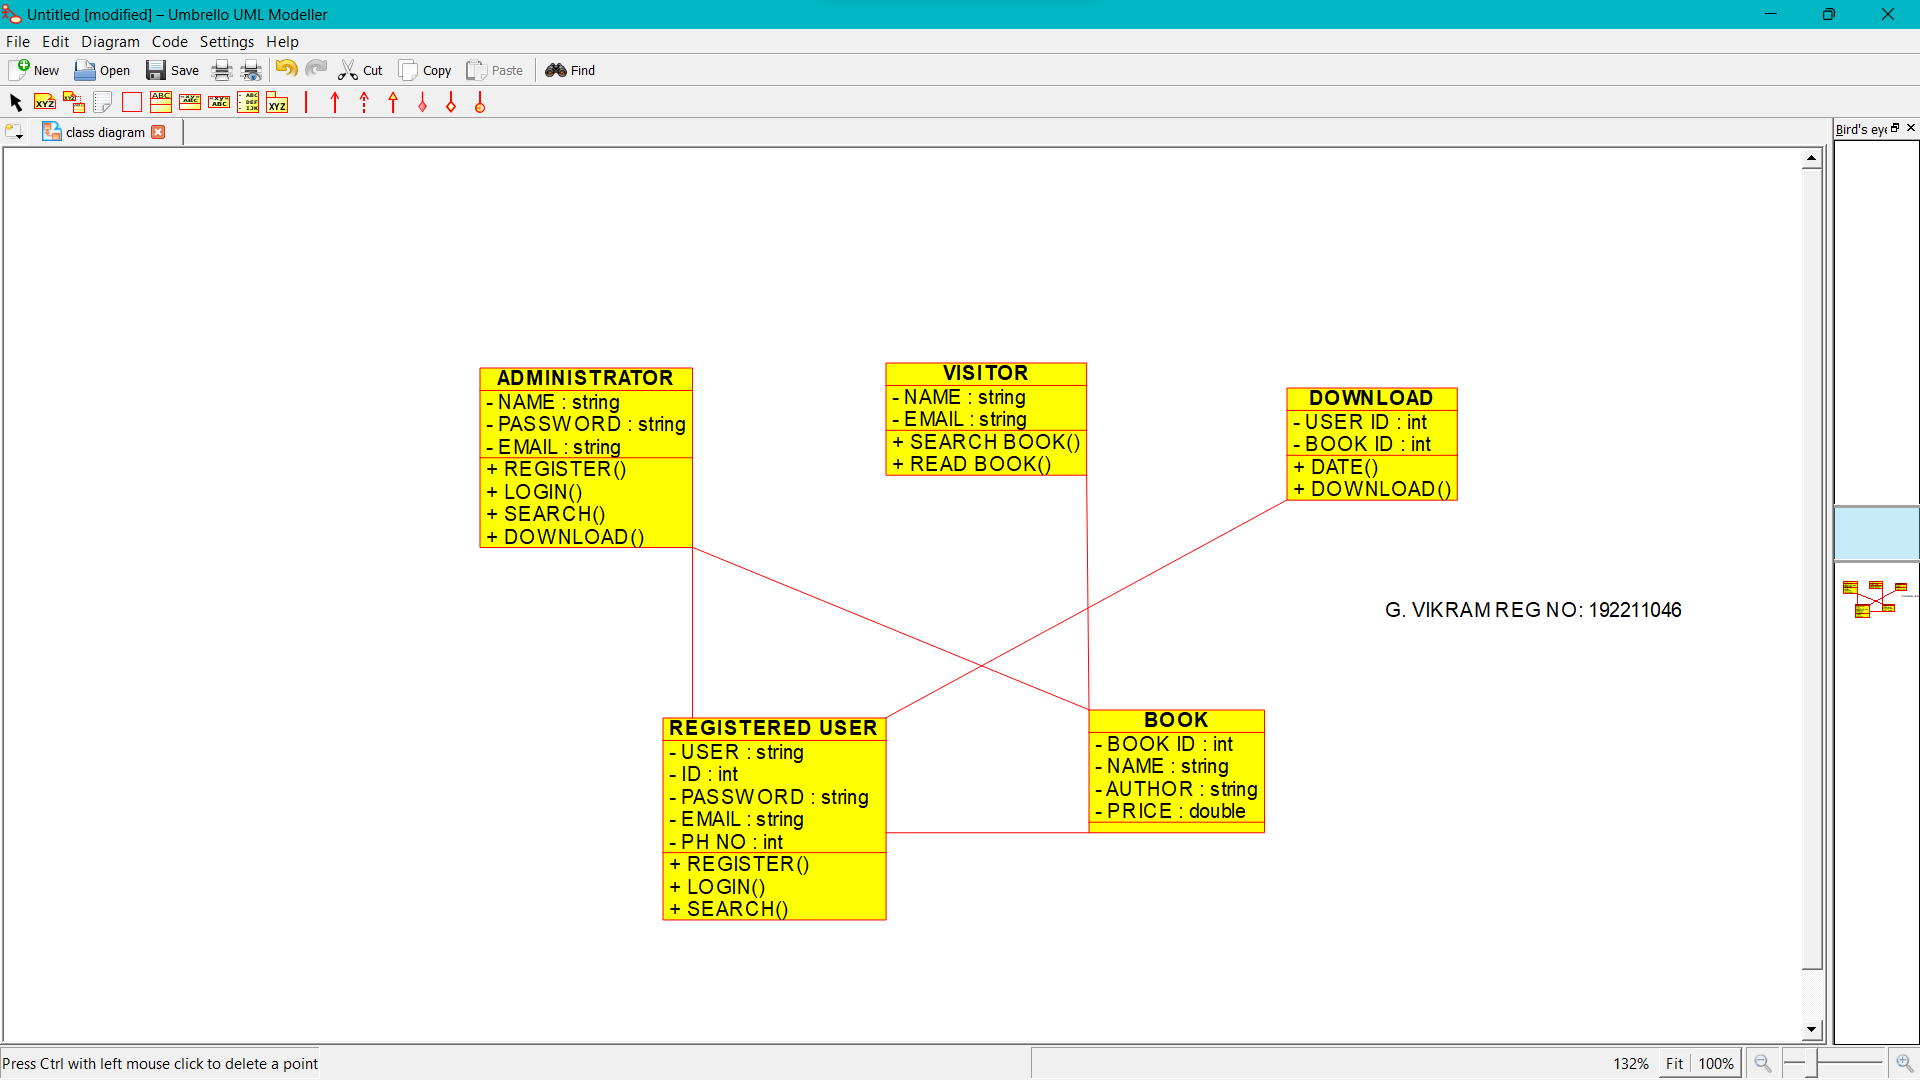 Untitled [modified] – Umbrello UML Modeller
File Edit Diagram Code Settings Help
New Open Save Cut Copy Paste Find
class diagram
Bird's eye
ADMINISTRATOR
- NAME : string
- PASSWORD : string
- EMAIL : string
+ REGISTER()
+ LOGIN()
+ SEARCH()
+ DOWNLOAD()
VISITOR
- NAME : string
- EMAIL : string
+ SEARCH BOOK()
+ READ BOOK()
DOWNLOAD
- USER ID : int
- BOOK ID : int
+ DATE()
+ DOWNLOAD()
G. VIKRAM REG NO: 192211046
REGISTERED USER
- USER : string
- ID : int
- PASSWORD : string
- EMAIL : string
- PH NO : int
+ REGISTER()
+ LOGIN()
+ SEARCH()
BOOK
- BOOK ID : int
- NAME : string
- AUTHOR : string
- PRICE : double
Press Ctrl with left mouse click to delete a point
132% Fit 100%